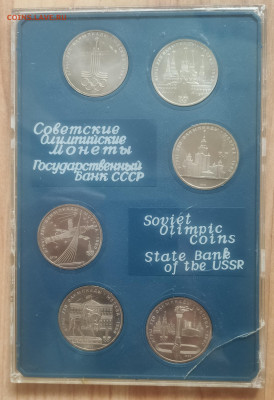 Советские
Олимпийские
Монеты
Государственный
Банк СССР
Soviet
Olympic
Coins
State Bank
of the USSR